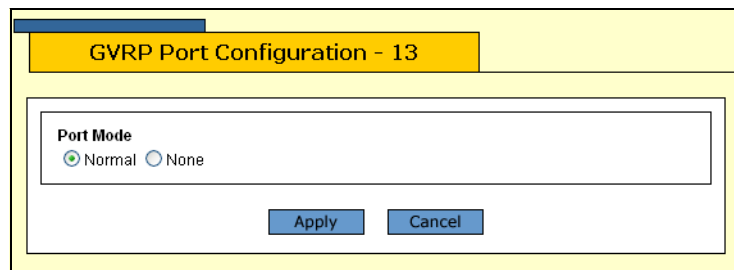 GVRP Port Configuration - 13
Port Mode
Normal None
Apply Cancel